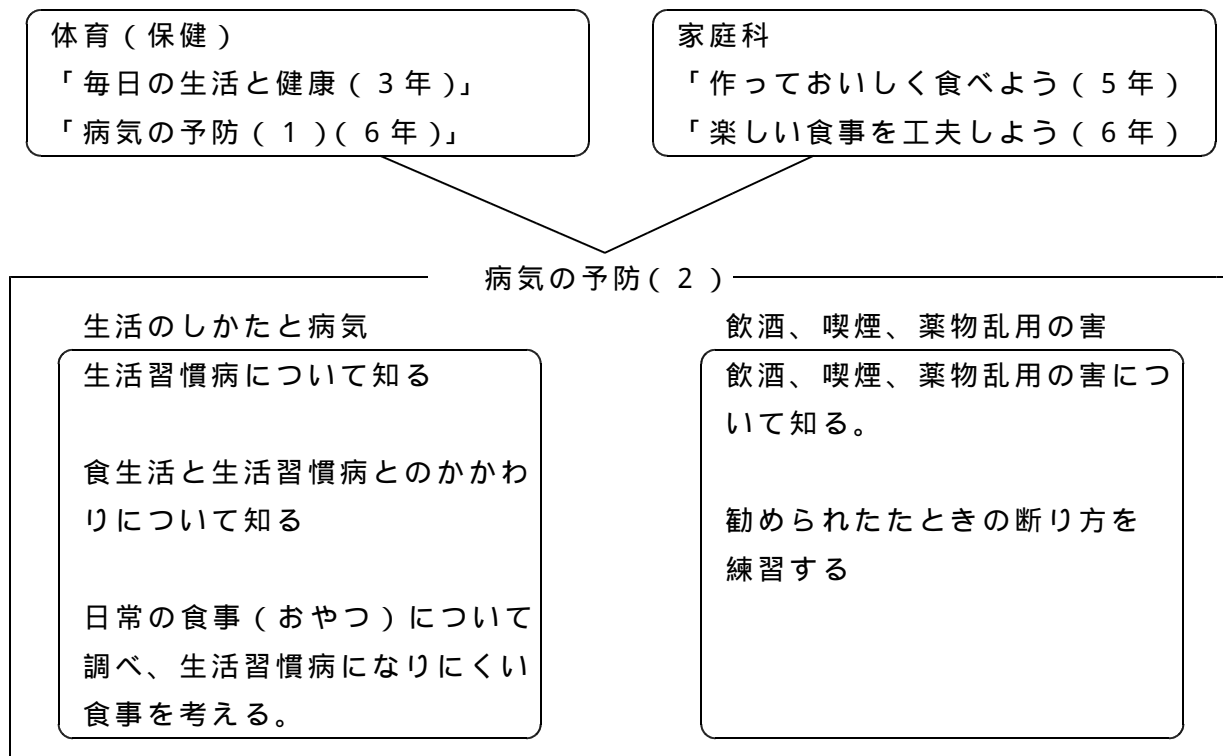 体育(保健)
「毎日の生活と健康(3年)」
「病気の予防(1)(6年)」
家庭科
「作っておいしく食べよう(5年)
「楽しい食事を工夫しよう(6年)
病気の予防(2)
生活のしかたと病気
生活習慣病について知る
食生活と生活習慣病とのかかわ
りについて知る
日常の食事(おやつ)について
調べ、生活習慣病になりにくい
食事を考える。
飲酒、喫煙、薬物乱用の害
飲酒、喫煙、薬物乱用の害につ
いて知る。
勧められたたときの断り方を
練習する